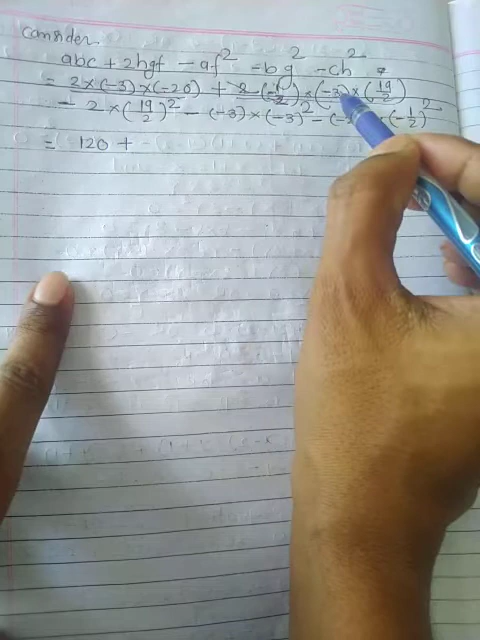 consider
abc + 2hgf - af² = bg² - ch²
= 2 × (-3) × (-20) + 2 (-1/2) × (-3) × (19/2)
- 2 × (19/2)² - (-3) × (-3)² - (- (-1/2)²
= 120 +